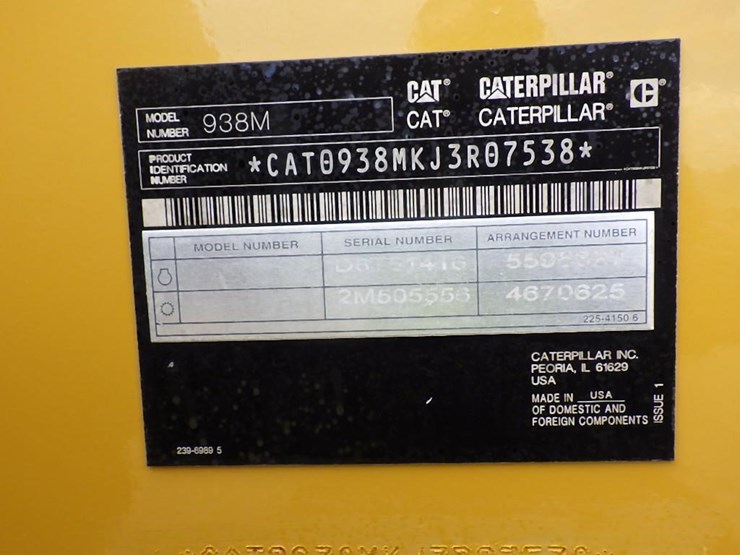 CAT® CATERPILLAR®
MODEL NUMBER 938M CAT® CATERPILLAR®
PRODUCT IDENTIFICATION NUMBER *CAT0938MKJ3R07538*
MODEL NUMBER SERIAL NUMBER ARRANGEMENT NUMBER
2M505556 4670625
225-4150 6
CATERPILLAR INC.
PEORIA, IL 61629
USA
MADE IN USA
OF DOMESTIC AND
FOREIGN COMPONENTS
ISSUE 1
239-6989 5